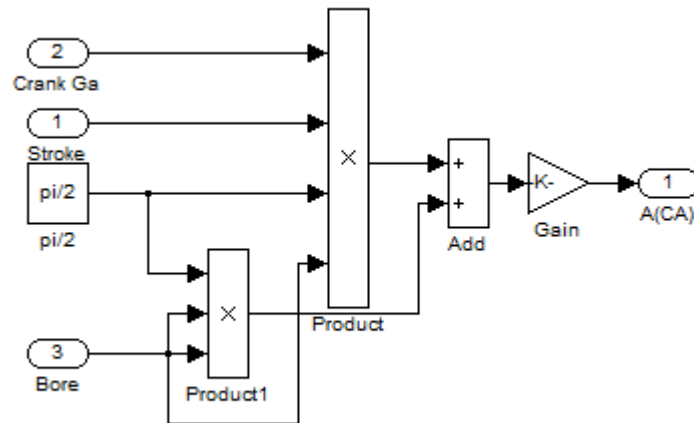 2
Crank Ga
1
Stroke
pi/2
pi/2
3
Bore
×
Product1
×
Product
+
+
Add
-K-
Gain
1
A(CA)